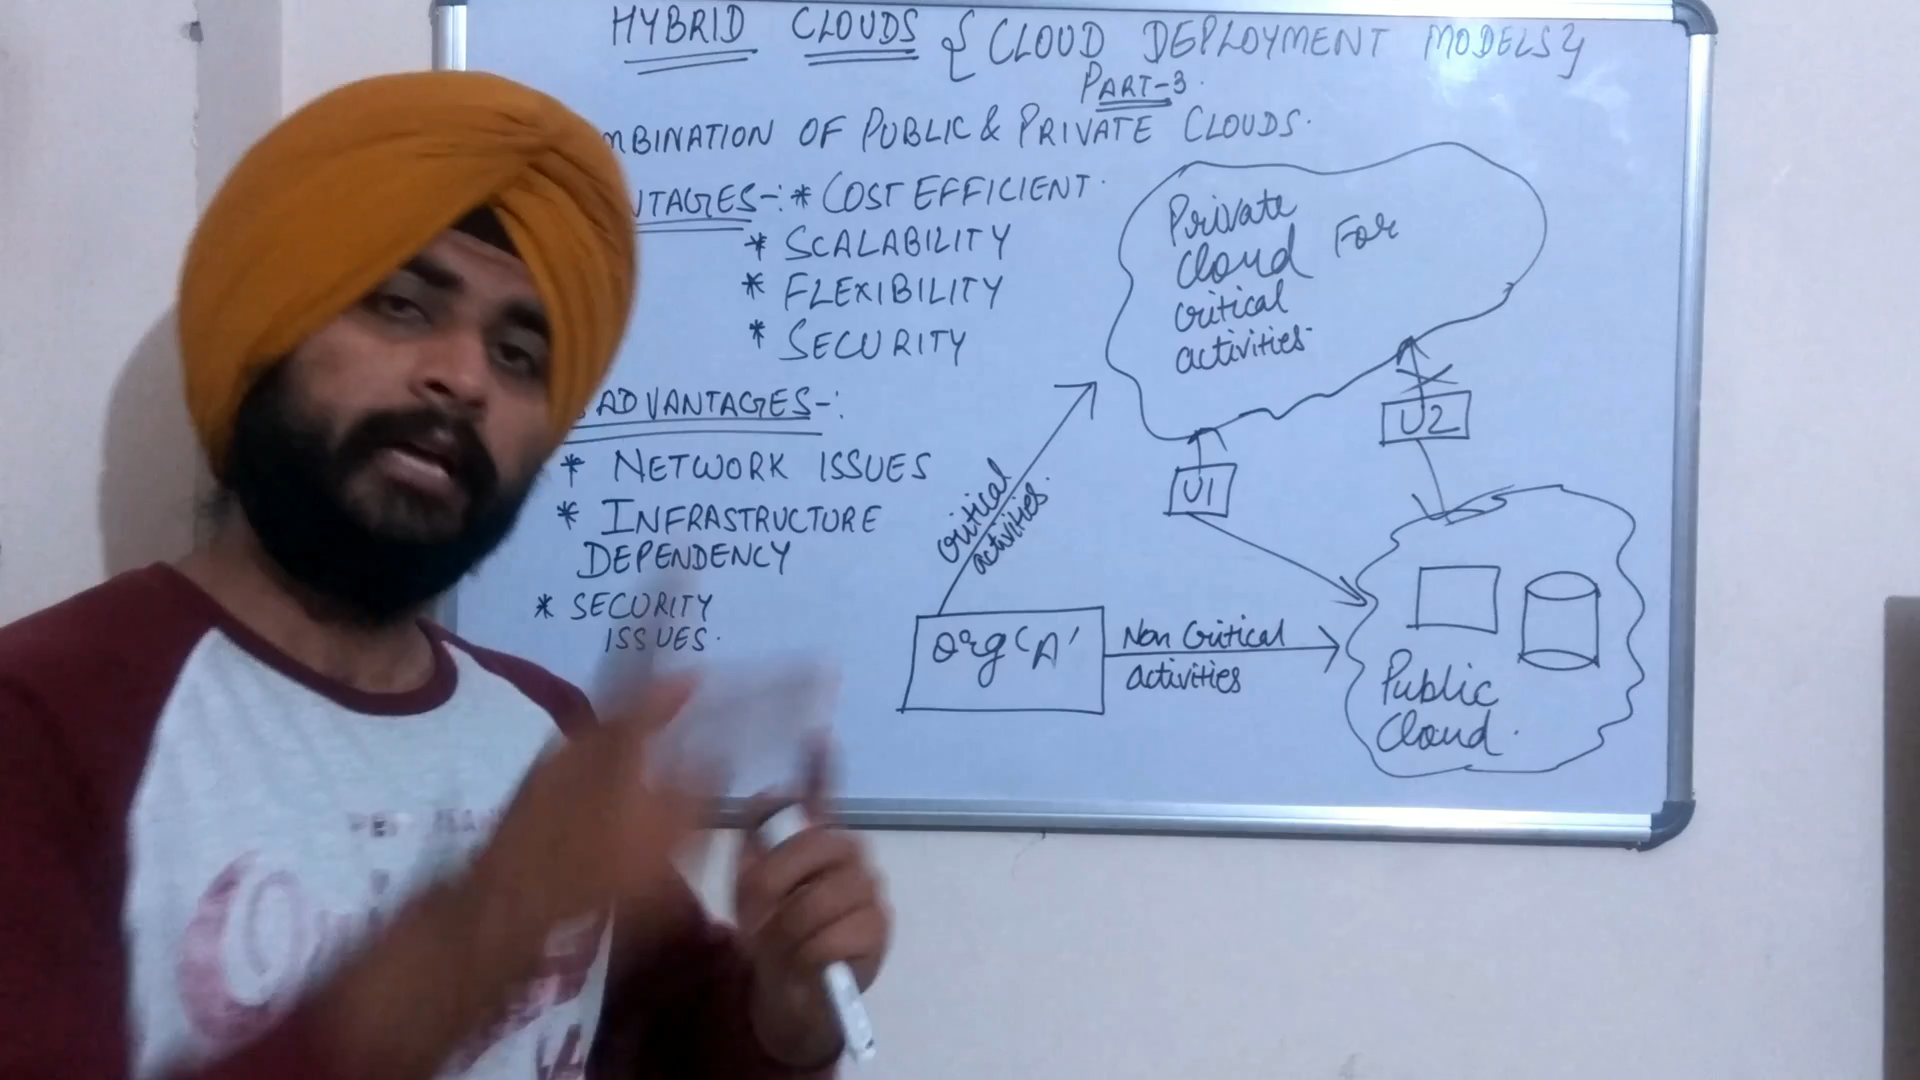 HYBRID CLOUDS { CLOUD DEPLOYMENT MODELS }
PART-3.
MBINATION OF PUBLIC & PRIVATE CLOUDS.
NTAGES-: * COST EFFICIENT.
* SCALABILITY
* FLEXIBILITY
* SECURITY
ADVANTAGES-:
* NETWORK ISSUES
* INFRASTRUCTURE
DEPENDENCY
* SECURITY
ISSUES.
Private
Cloud For
critical
activities.
U1
U2
critical
activities.
Org 'A'
Non Critical
activities
Public
Cloud.